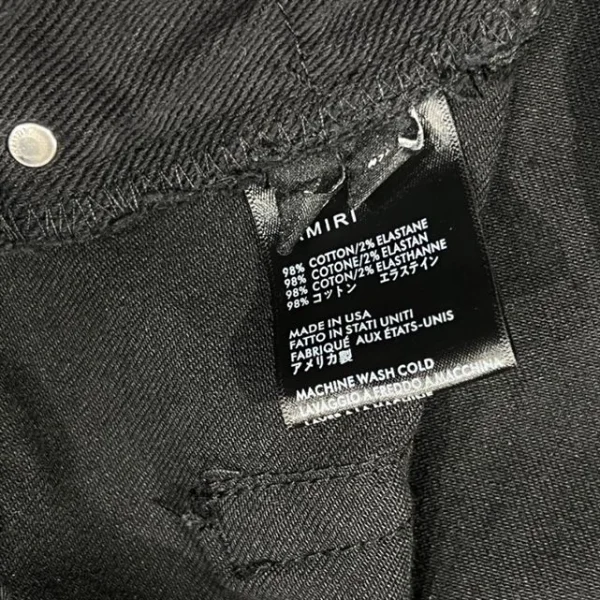 AMIRI
98% COTTON/2% ELASTANE
98% COTONE/2% ELASTAN
98% COTON/2% ELASTHANNE
98% コットン エラステイン
MADE IN USA
FATTO IN STATI UNITI
FABRIQUÉ AUX ÉTATS-UNIS
アメリカ製
MACHINE WASH COLD
LAVAGGIO A FREDDO A MACCHINA